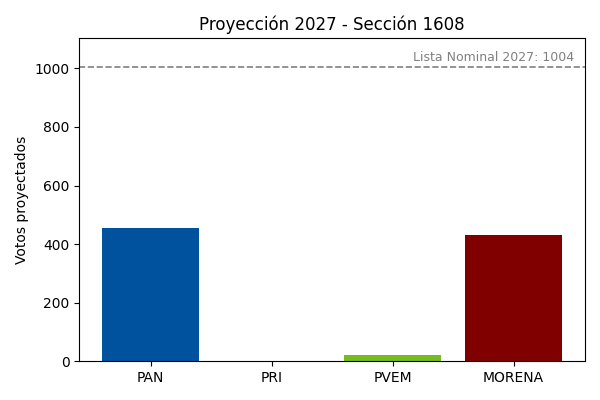 Proyección 2027 - Sección 1608
Lista Nominal 2027: 1004
Votos proyectados
1000
800
600
400
200
0
PAN PRI PVEM MORENA